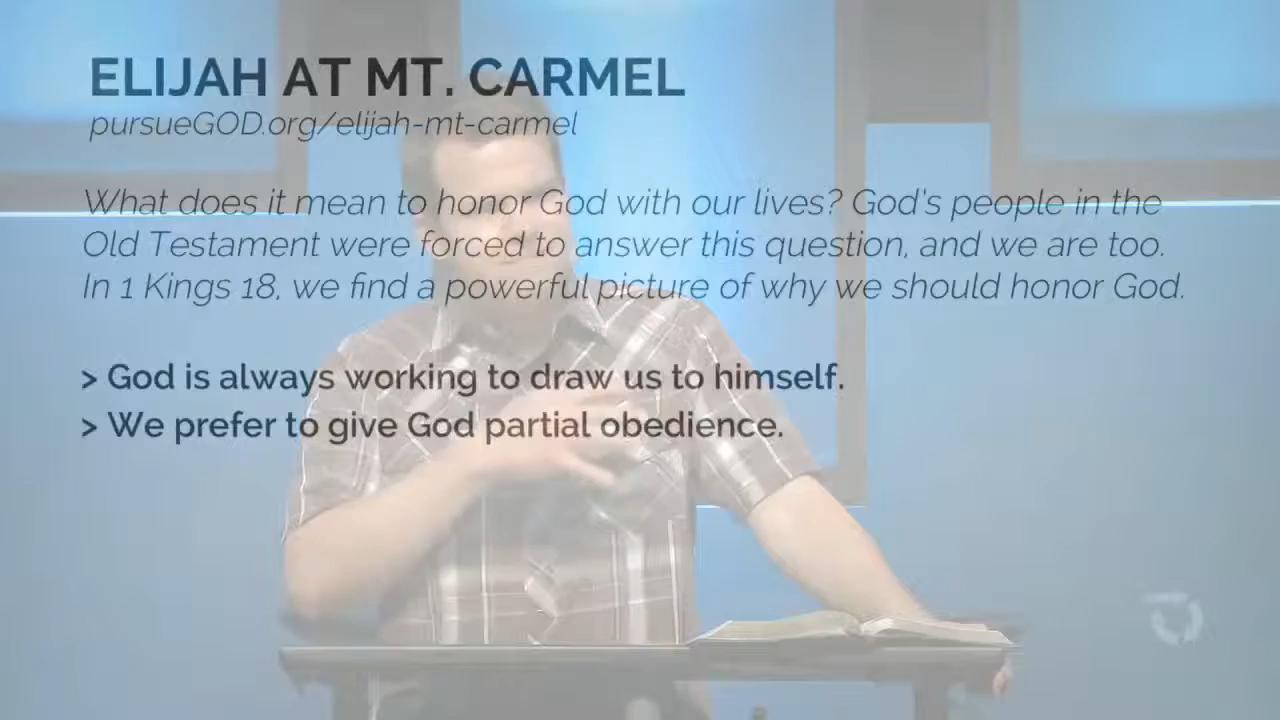 ELIJAH AT MT. CARMEL
pursueGOD.org/elijah-mt-carmel
What does it mean to honor God with our lives? God's people in the
Old Testament were forced to answer this question, and we are too.
In 1 Kings 18, we find a powerful picture of why we should honor God.
> God is always working to draw us to himself.
> We prefer to give God partial obedience.